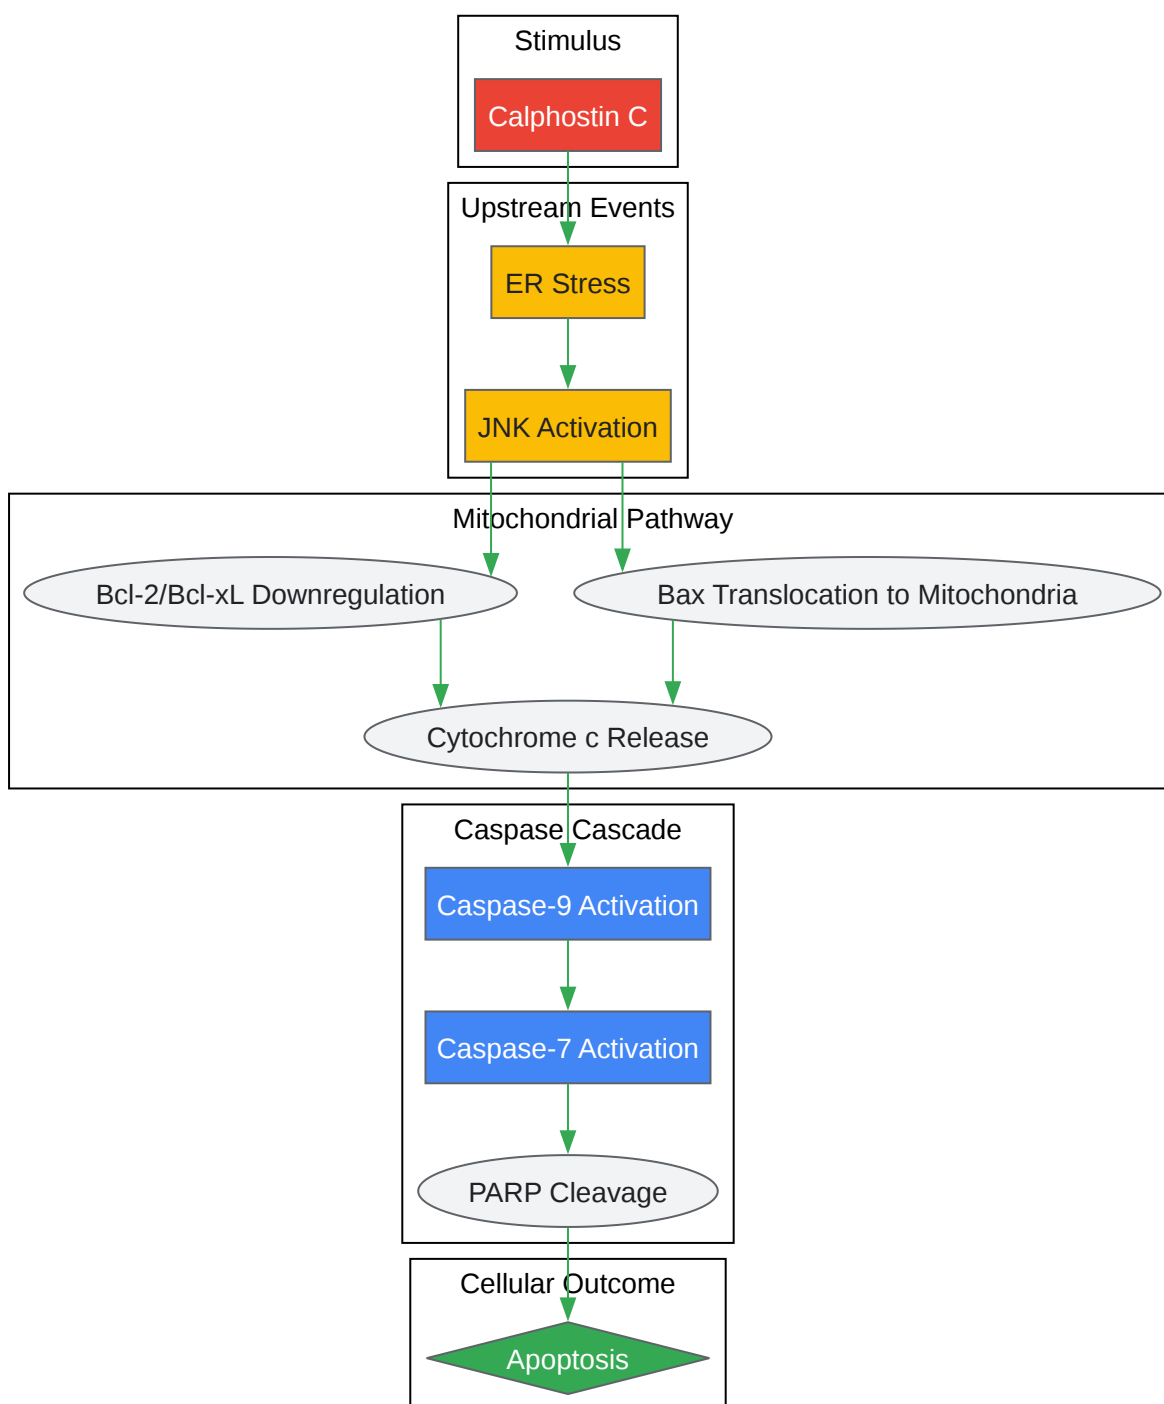 Stimulus
Calphostin C
Upstream Events
ER Stress
JNK Activation
Mitochondrial Pathway
Bcl-2/Bcl-xL Downregulation
Bax Translocation to Mitochondria
Cytochrome c Release
Caspase Cascade
Caspase-9 Activation
Caspase-7 Activation
PARP Cleavage
Cellular Outcome
Apoptosis